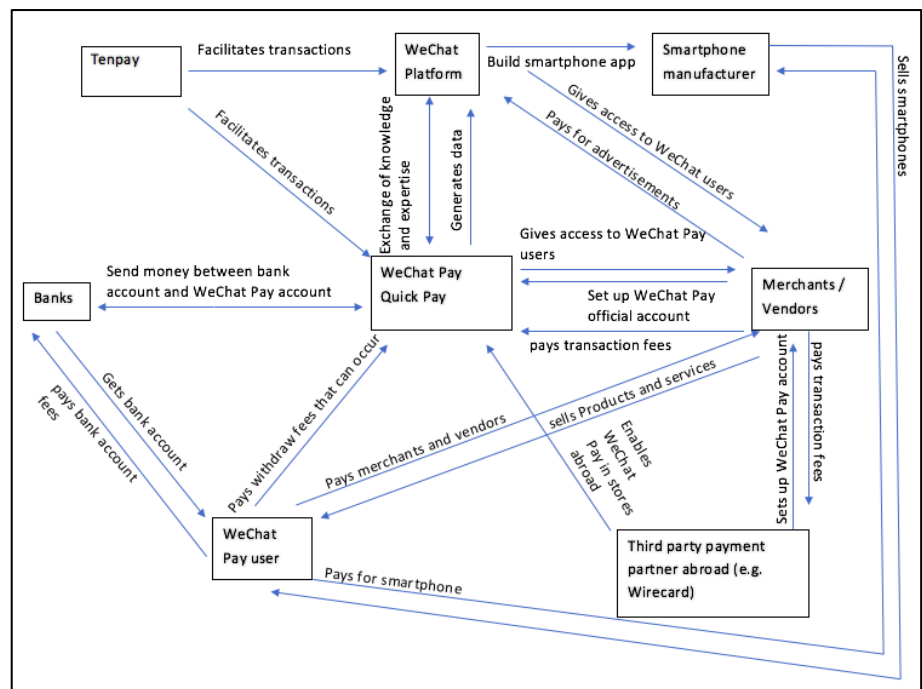 Tenpay
Facilitates transactions
WeChat
Platform
Build smartphone app
Smartphone
manufacturer
Sells smartphones
Gives access to WeChat users
Pays for advertisements
Facilitates transactions
Exchange of knowledge
and expertise
Generates data
Gives access to WeChat Pay
users
Send money between bank
account and WeChat Pay account
Banks
WeChat Pay
Quick Pay
Set up WeChat Pay
official account
pays transaction fees
Merchants /
Vendors
Gets bank account
pays bank account
fees
Pays withdraw fees that can occur
Pays merchants and vendors
sells Products and services
Enables
WeChat
Pay in stores
abroad
Sets up WeChat Pay account
pays transaction fees
WeChat
Pay user
Pays for smartphone
Third party payment
partner abroad (e.g.
Wirecard)